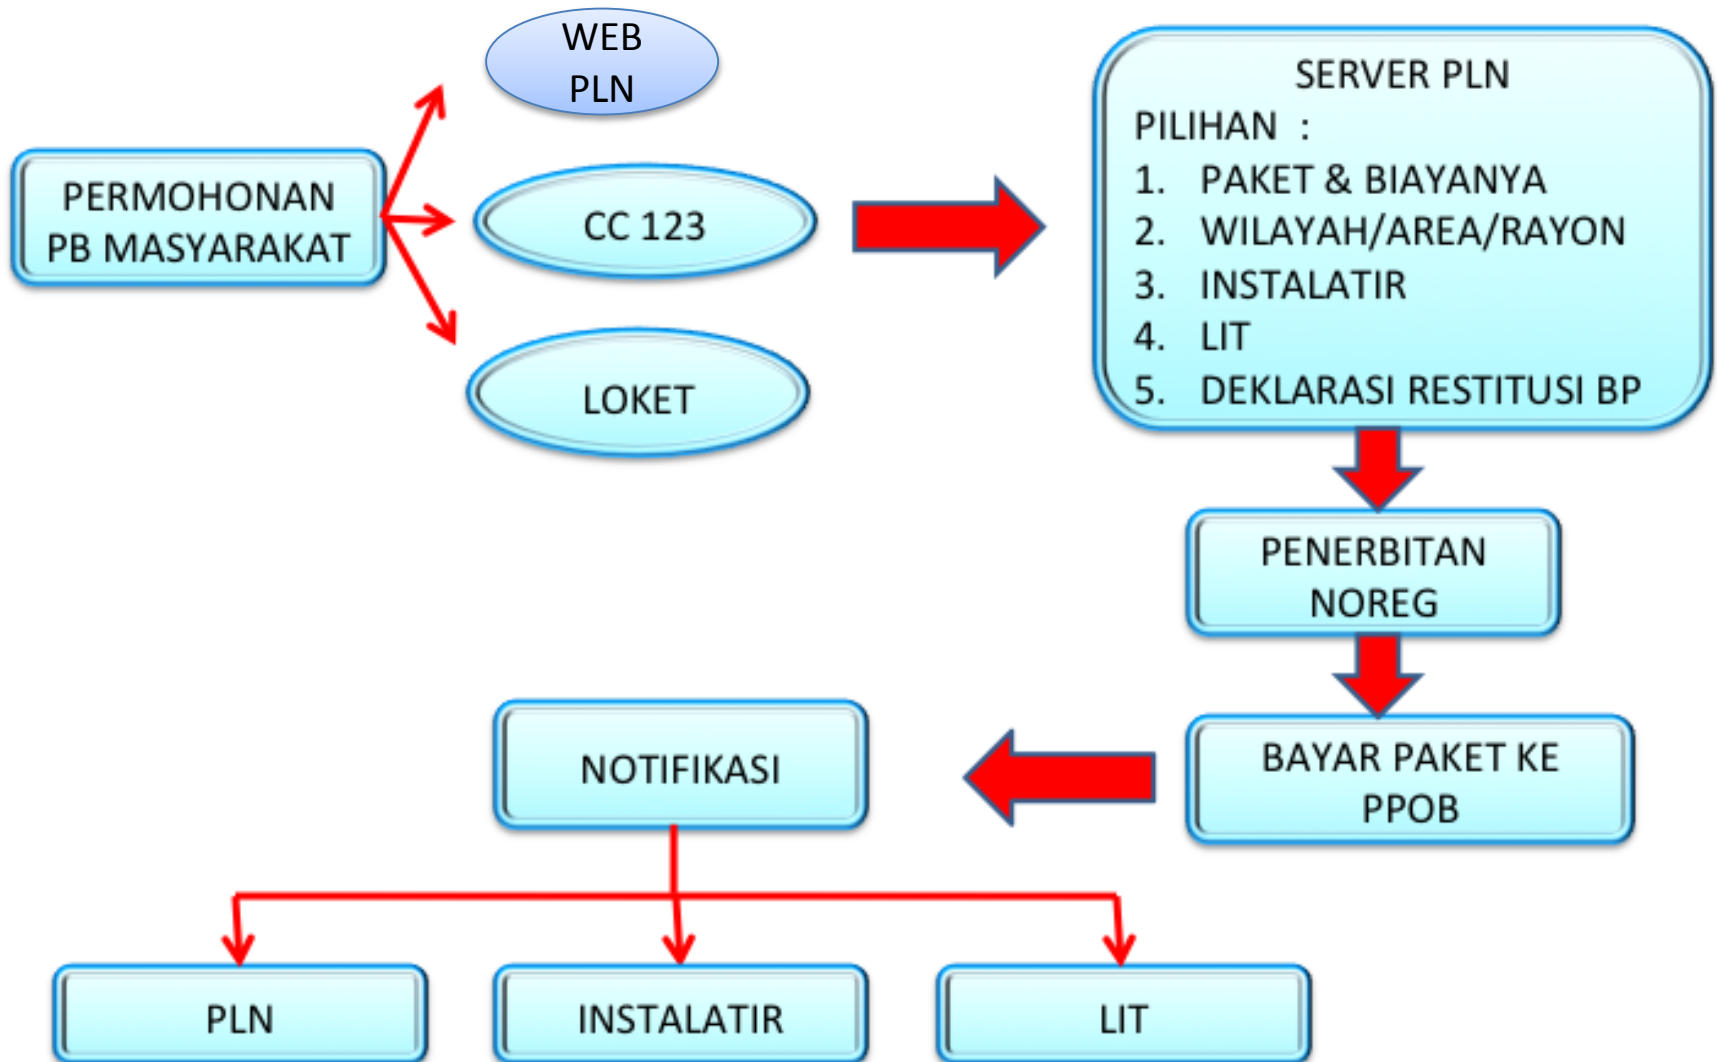 WEB
PLN
PERMOHONAN
PB MASYARAKAT
CC 123
LOKET
SERVER PLN
PILIHAN :
1. PAKET & BIAYANYA
2. WILAYAH/AREA/RAYON
3. INSTALATIR
4. LIT
5. DEKLARASI RESTITUSI BP
PENERBITAN
NOREG
BAYAR PAKET KE
PPOB
NOTIFIKASI
PLN
INSTALATIR
LIT